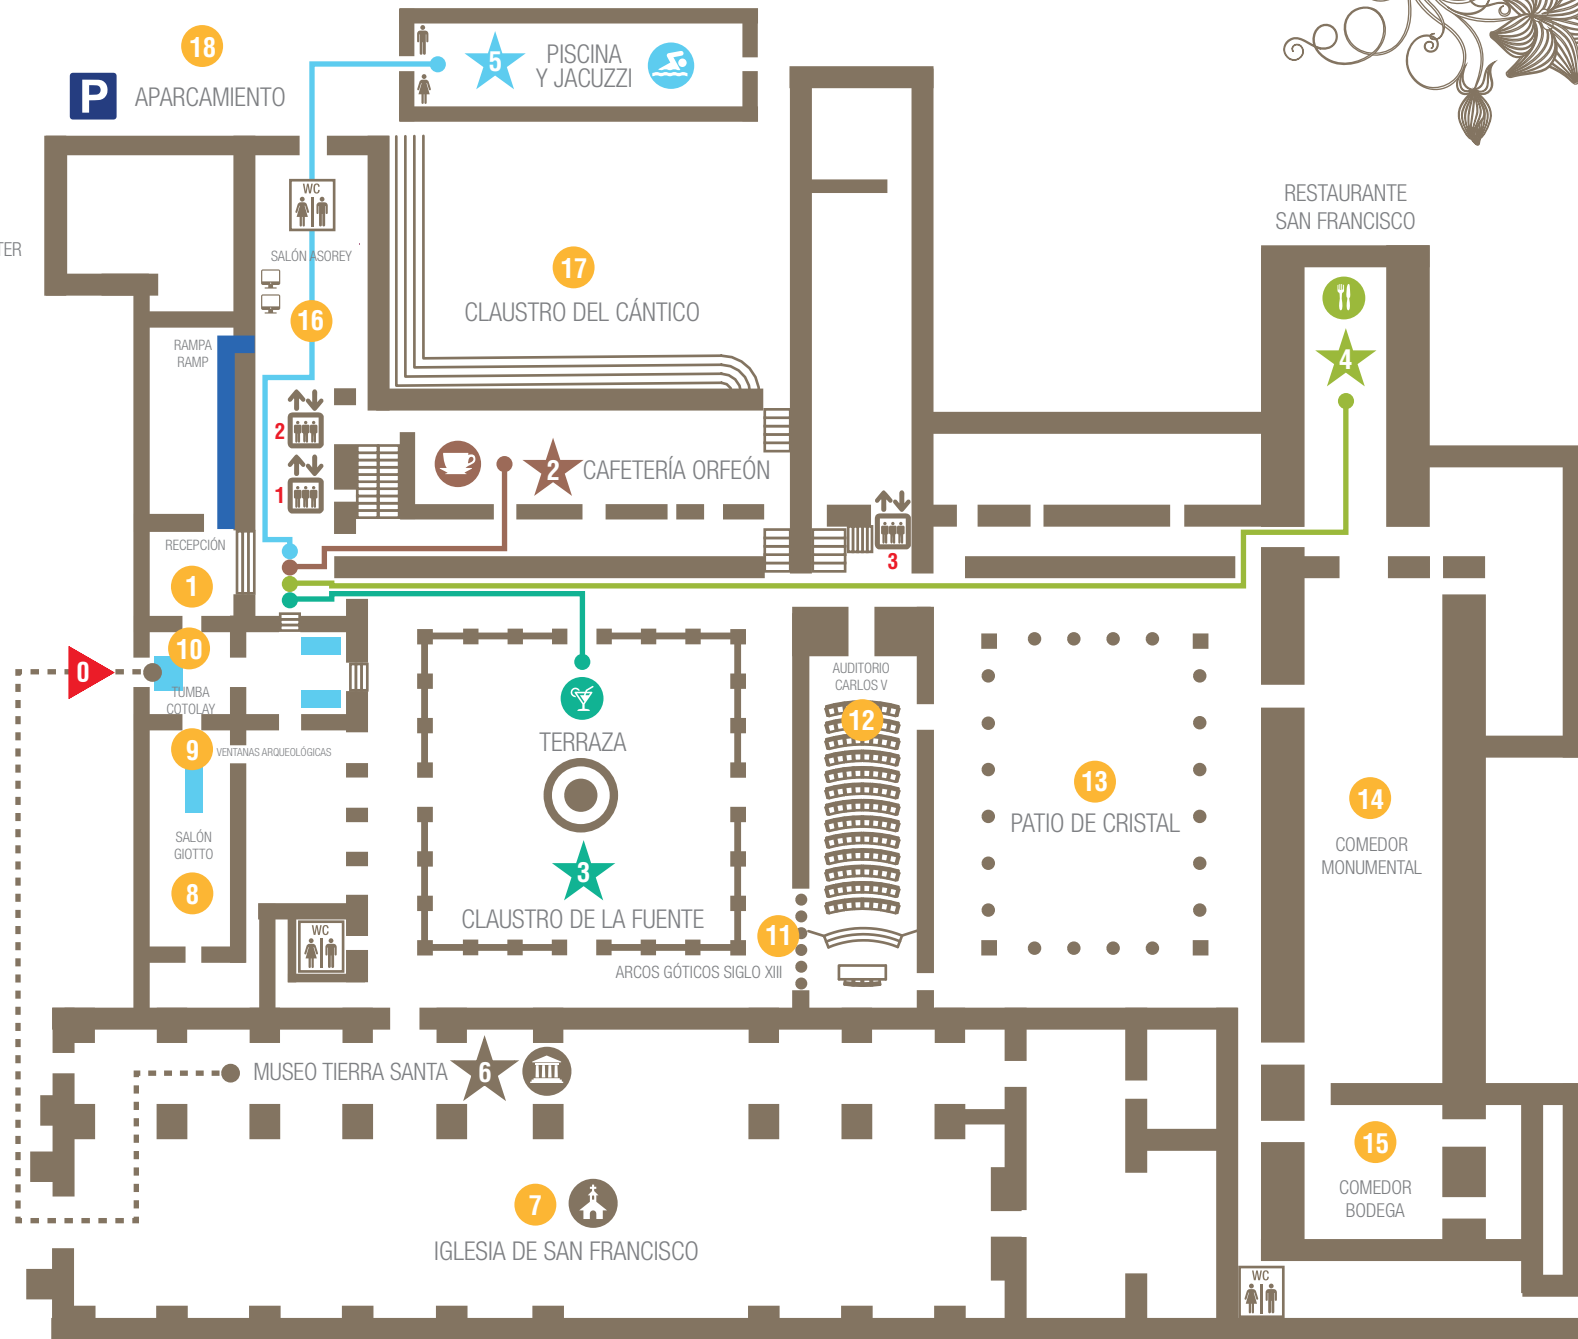 18
P
APARCAMIENTO
5
PISCINA
Y JACUZZI
WC
SALÓN ASOREY
16
17
CLAUSTRO DEL CÁNTICO
RESTAURANTE
SAN FRANCISCO
4
TER
RAMPA
RAMP
2
1
2
CAFETERÍA ORFEÓN
3
RECEPCIÓN
1
10
0
TUMBA
COTOLAY
9
VENTANAS ARQUEOLÓGICAS
SALÓN
GIOTTO
8
WC
TERRAZA
3
CLAUSTRO DE LA FUENTE
AUDITORIO
CARLOS V
12
11
ARCOS GÓTICOS SIGLO XIII
13
PATIO DE CRISTAL
14
COMEDOR
MONUMENTAL
MUSEO TIERRA SANTA
6
7
IGLESIA DE SAN FRANCISCO
15
COMEDOR
BODEGA
WC